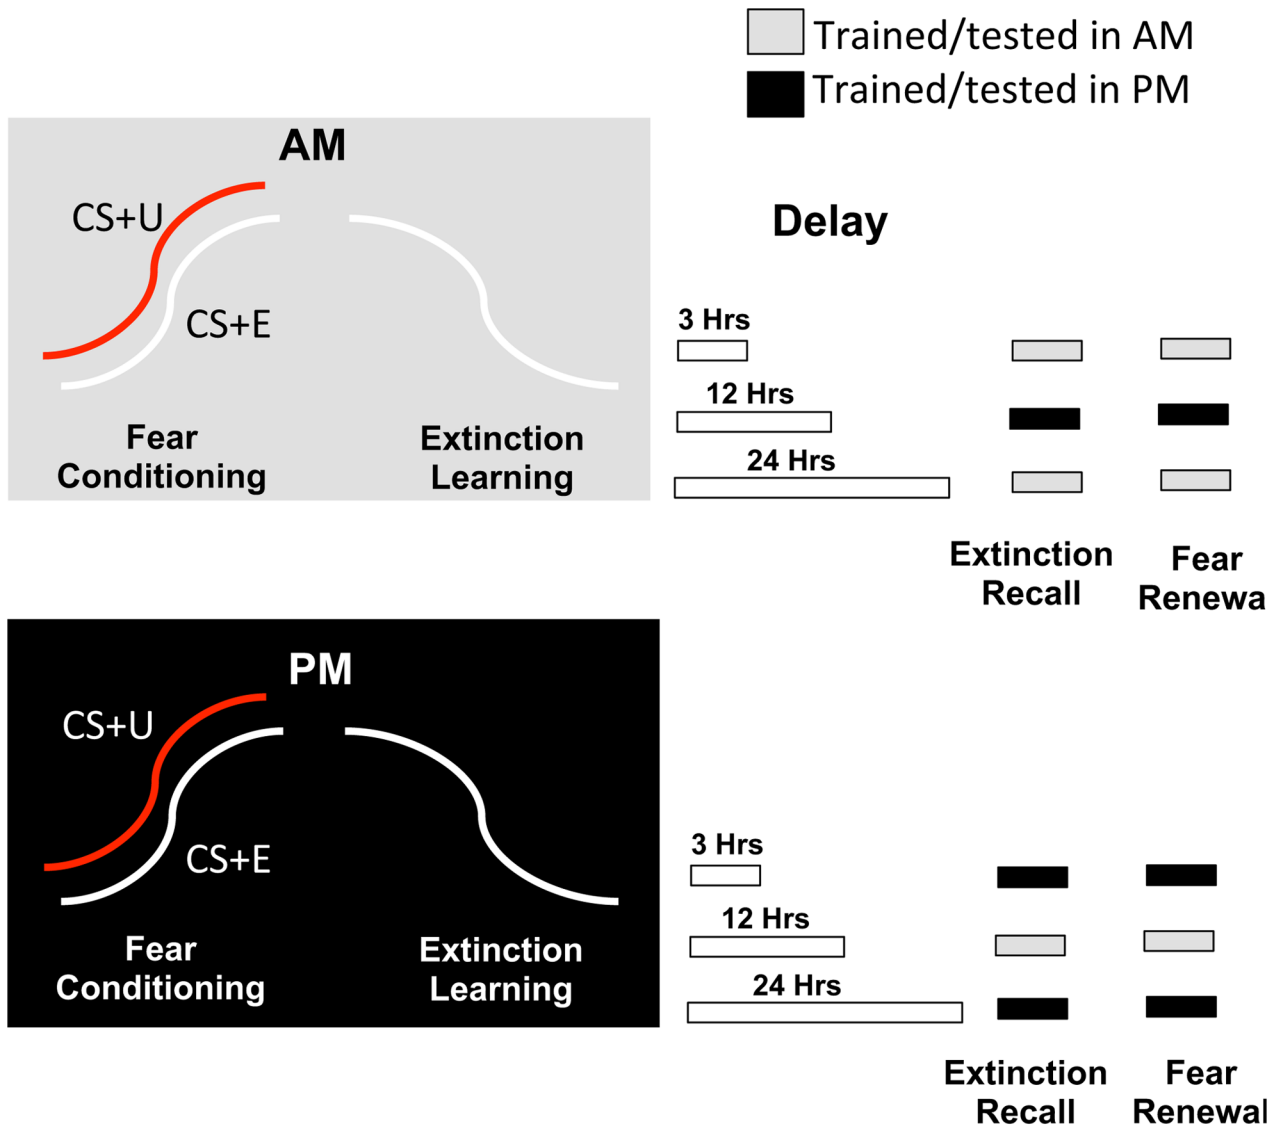 Trained/tested in AM
Trained/tested in PM
AM
CS+U
CS+E
Fear
Conditioning
Extinction
Learning
Delay
3 Hrs
12 Hrs
24 Hrs
Extinction
Recall
Fear
Renewa
PM
CS+U
CS+E
Fear
Conditioning
Extinction
Learning
3 Hrs
12 Hrs
24 Hrs
Extinction
Recall
Fear
Renewal